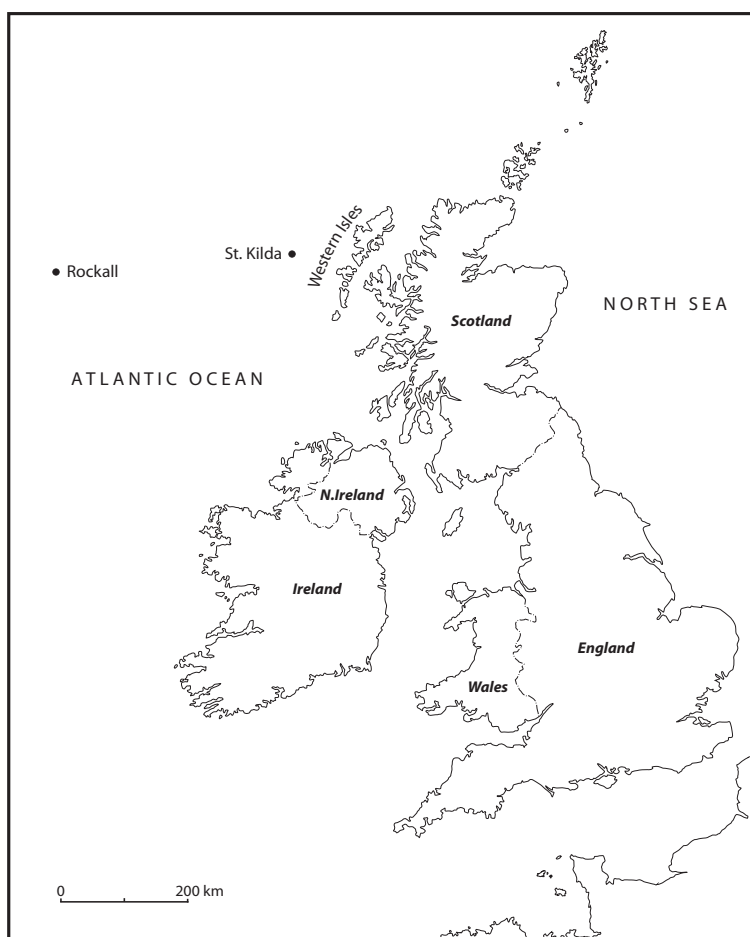 Western Isles
St. Kilda
Rockall
NORTH SEA
Scotland
ATLANTIC OCEAN
N.Ireland
Ireland
England
Wales
0
200 km